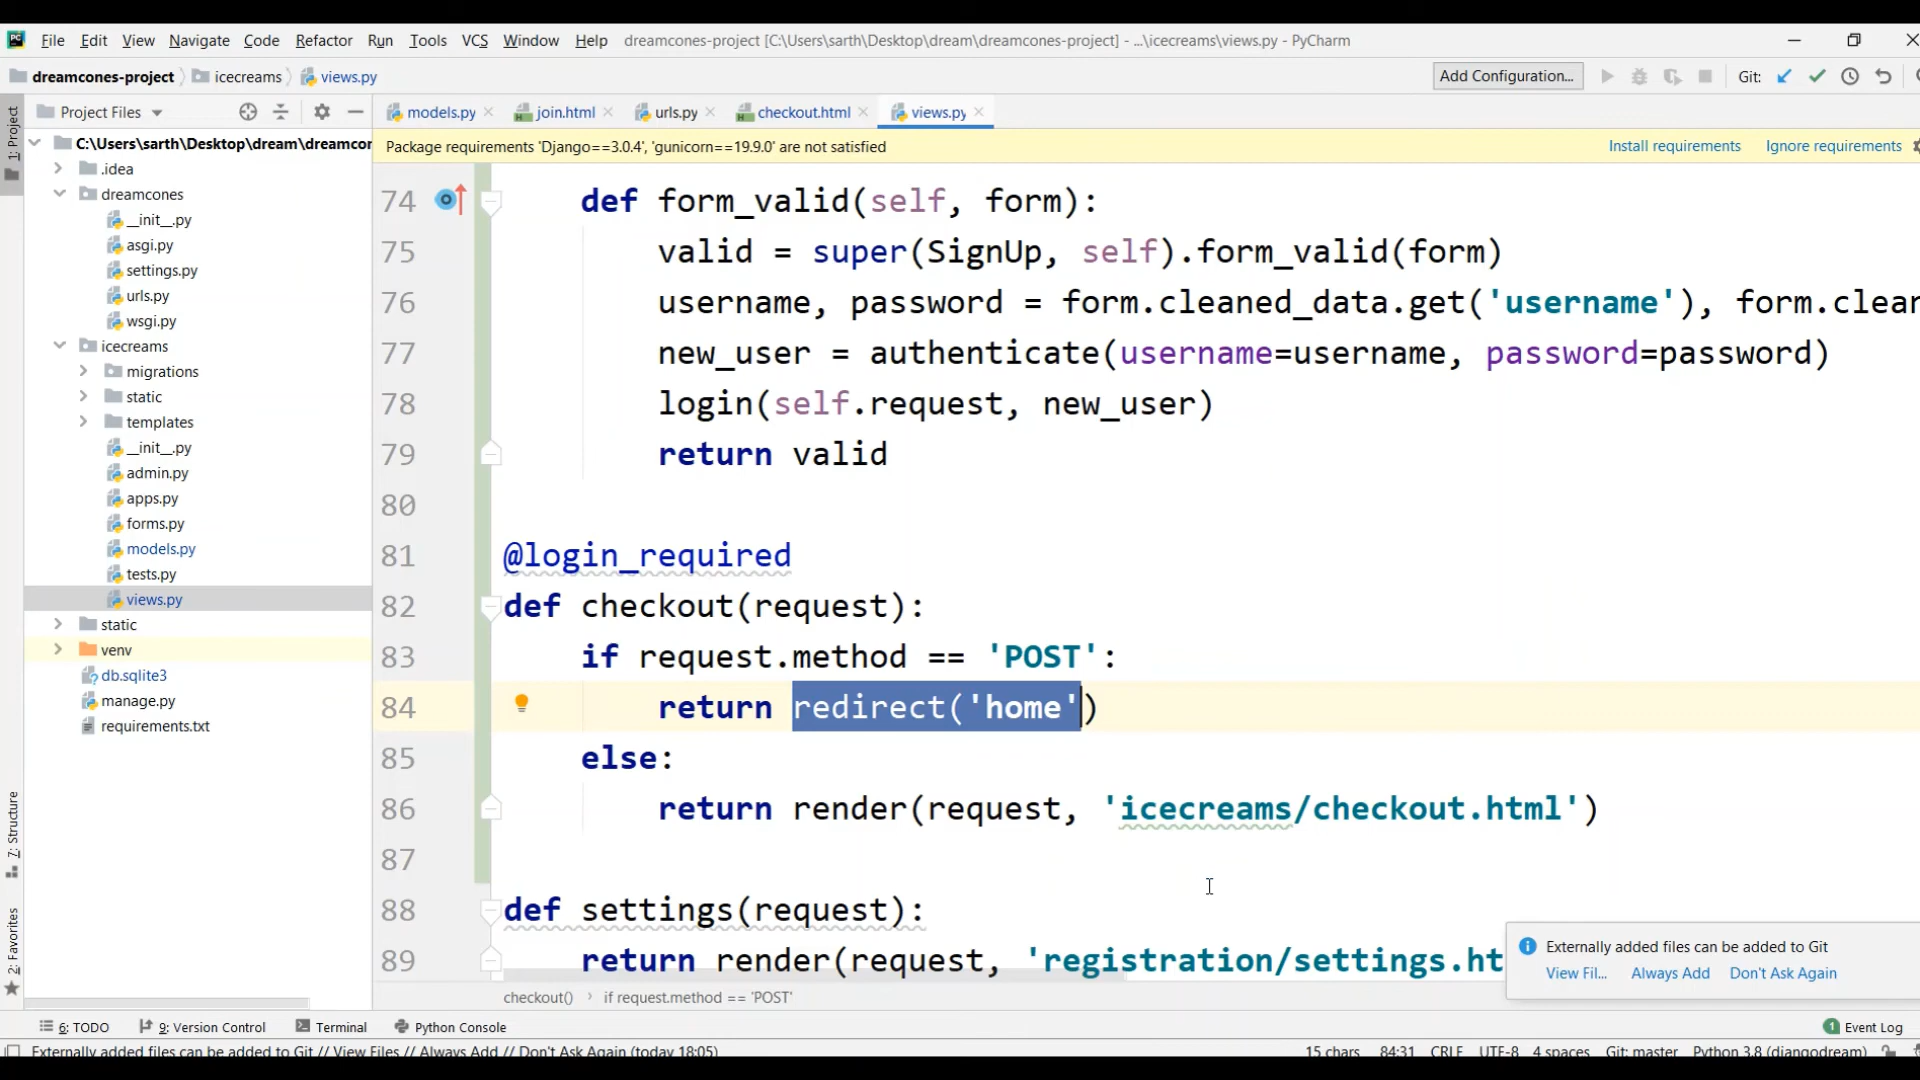 PC File Edit View Navigate Code Refactor Run Tools VCS Window Help dreamcones-project [C:\Users\sarth\Desktop\dream\dreamcones-project] - ...\icecreams\views.py - PyCharm
dreamcones-project icecreams views.py Add Configuration... Git:
Project Files models.py join.html urls.py checkout.html views.py
1: Project
C:\Users\sarth\Desktop\dream\dreamcor
Package requirements 'Django==3.0.4', 'gunicorn==19.9.0' are not satisfied Install requirements Ignore requirements
.idea
dreamcones
__init__.py
asgi.py
settings.py
urls.py
wsgi.py
icecreams
migrations
static
templates
__init__.py
admin.py
apps.py
forms.py
models.py
tests.py
views.py
static
venv
db.sqlite3
manage.py
requirements.txt
7: Structure
2: Favorites
74 def form_valid(self, form):
75 valid = super(SignUp, self).form_valid(form)
76 username, password = form.cleaned_data.get('username'), form.clean
77 new_user = authenticate(username=username, password=password)
78 login(self.request, new_user)
79 return valid
80
81 @login_required
82 def checkout(request):
83 if request.method == 'POST':
84 return redirect('home')
85 else:
86 return render(request, 'icecreams/checkout.html')
87
88 def settings(request):
89 return render(request, 'registration/settings.ht
Externally added files can be added to Git
View Fil... Always Add Don't Ask Again
checkout() if request.method == 'POST'
6: TODO 9: Version Control Terminal Python Console 1 Event Log
Externally added files can be added to Git // View Files // Always Add // Don't Ask Again (today 18:05) 15 chars 84:31 CRLF UTF-8 4 spaces Git: master Python 3.8 (djangodream)